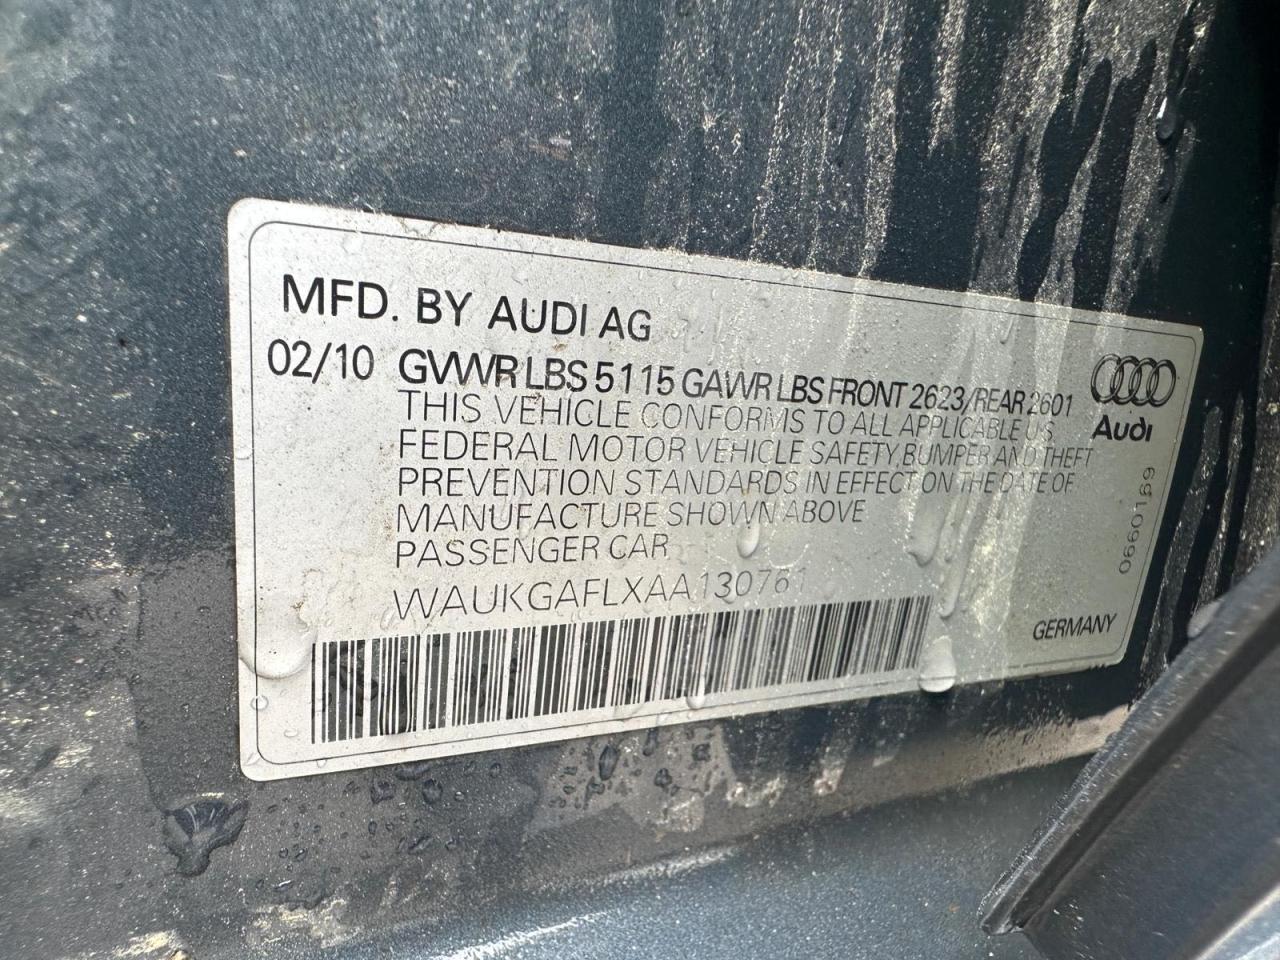 MFD. BY AUDI AG
02/10 GVWR LBS 5115 GAWR LBS FRONT 2623/REAR 2601
THIS VEHICLE CONFORMS TO ALL APPLICABLE U.S.
FEDERAL MOTOR VEHICLE SAFETY, BUMPER AND THEFT
PREVENTION STANDARDS IN EFFECT ON THE DATE OF
MANUFACTURE SHOWN ABOVE
PASSENGER CAR
WAUKGAFLXAA130761
Audi
0660169
GERMANY